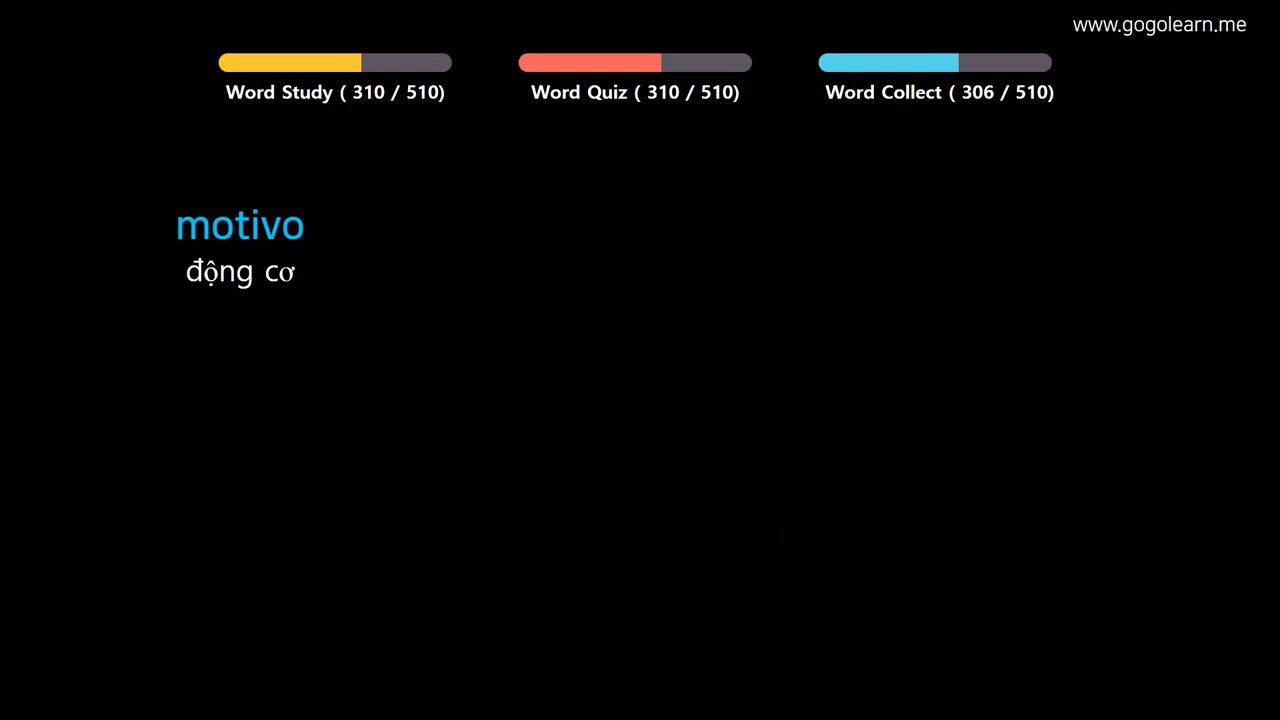 www.gogolearn.me
Word Study ( 310 / 510)
Word Quiz ( 310 / 510)
Word Collect ( 306 / 510)
motivo
động cơ